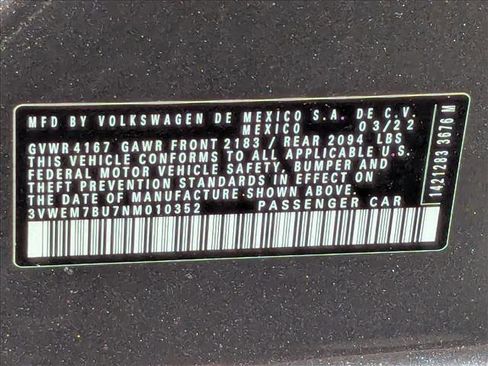 MFD BY VOLKSWAGEN DE MEXICO S.A. DE C.V.
MEXICO 03/22
GVWR 4167 GAWR FRONT 2183 / REAR 2094 LBS
THIS VEHICLE CONFORMS TO ALL APPLICABLE U.S.
FEDERAL MOTOR VEHICLE SAFETY, BUMPER AND
THEFT PREVENTION STANDARDS IN EFFECT ON
THE DATE OF MANUFACTURE SHOWN ABOVE.
3VWEM7BU7NM010352 PASSENGER CAR
1421283 3676 M